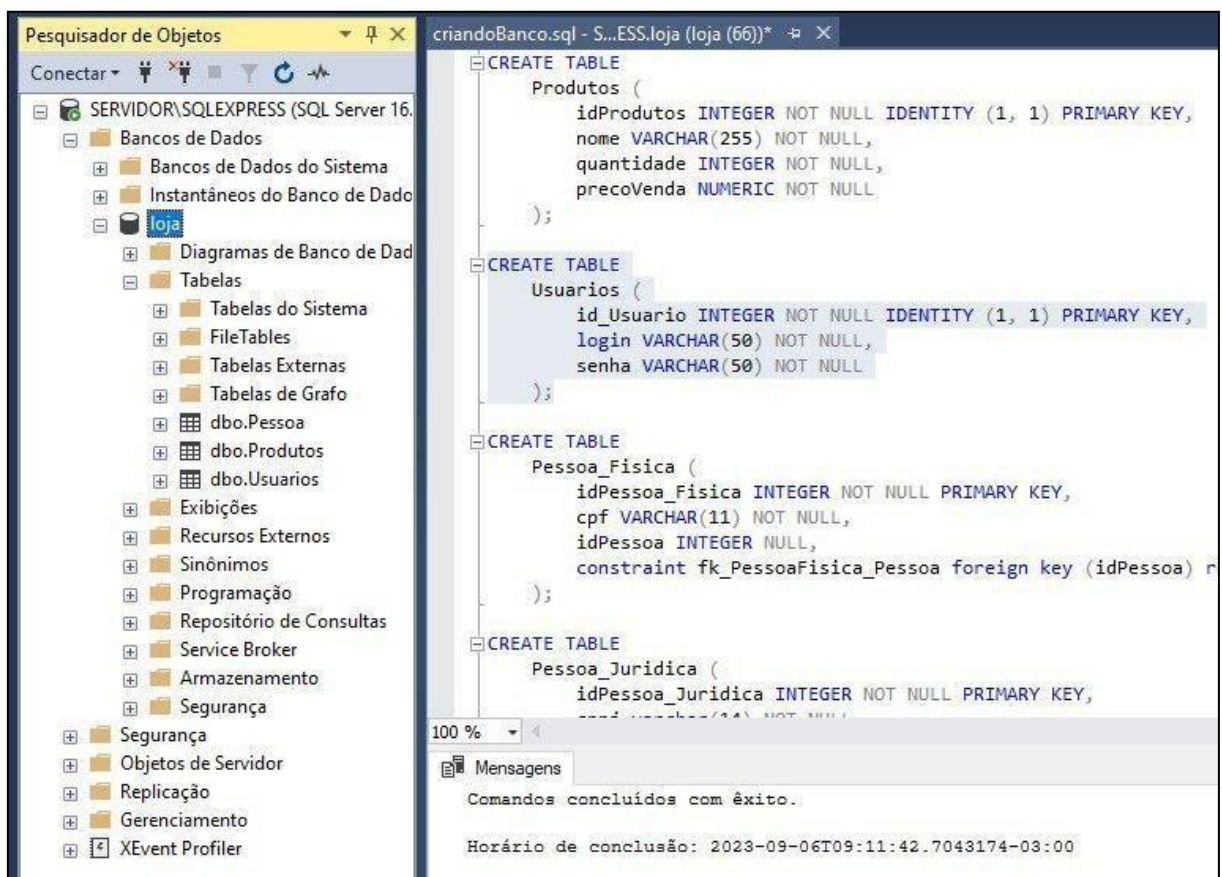 Pesquisador de Objetos
Conectar
SERVIDOR\SQLEXPRESS (SQL Server 16.
Bancos de Dados
Bancos de Dados do Sistema
Instantâneos do Banco de Dado
loja
Diagramas de Banco de Dad
Tabelas
Tabelas do Sistema
FileTables
Tabelas Externas
Tabelas de Grafo
dbo.Pessoa
dbo.Produtos
dbo.Usuarios
Exibições
Recursos Externos
Sinônimos
Programação
Repositório de Consultas
Service Broker
Armazenamento
Segurança
Segurança
Objetos de Servidor
Replicação
Gerenciamento
XEvent Profiler
criandoBanco.sql - S...ESS.loja (loja (66))*
CREATE TABLE
Produtos (
idProdutos INTEGER NOT NULL IDENTITY (1, 1) PRIMARY KEY,
nome VARCHAR(255) NOT NULL,
quantidade INTEGER NOT NULL,
precoVenda NUMERIC NOT NULL
);
CREATE TABLE
Usuarios (
id_Usuario INTEGER NOT NULL IDENTITY (1, 1) PRIMARY KEY,
login VARCHAR(50) NOT NULL,
senha VARCHAR(50) NOT NULL
);
CREATE TABLE
Pessoa_Fisica (
idPessoa_Fisica INTEGER NOT NULL PRIMARY KEY,
cpf VARCHAR(11) NOT NULL,
idPessoa INTEGER NULL,
constraint fk_PessoaFisica_Pessoa foreign key (idPessoa) r
);
CREATE TABLE
Pessoa_Juridica (
idPessoa_Juridica INTEGER NOT NULL PRIMARY KEY,
100 %
Mensagens
Comandos concluídos com êxito.
Horário de conclusão: 2023-09-06T09:11:42.7043174-03:00